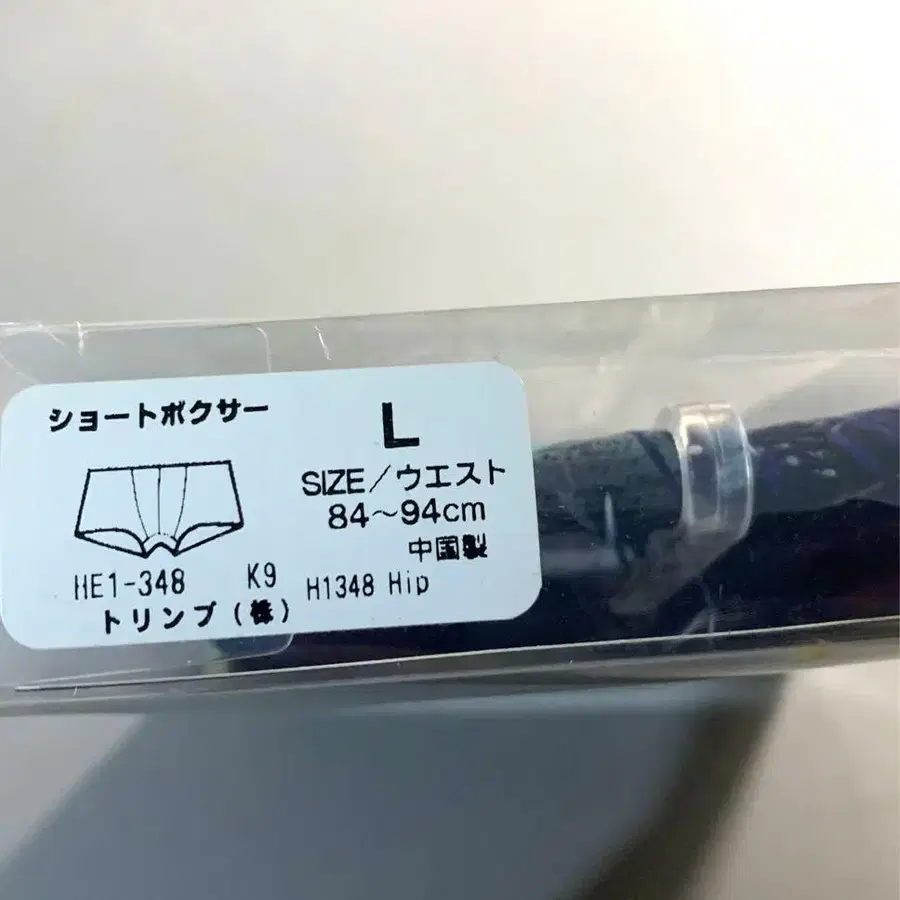 ショートボクサー
L
SIZE/ウエスト
84～94cm
中国製
HE1-348 K9
H1348 Hip
トリンプ(株)